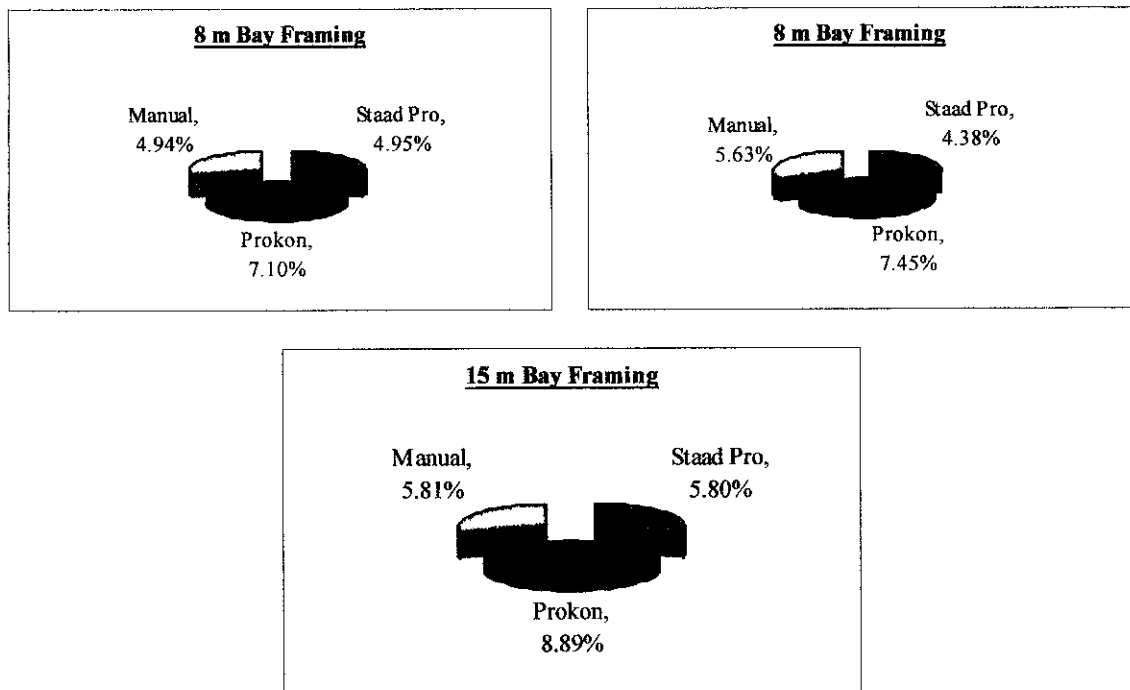 8 m Bay Framing
Manual,
4.94%
Staad Pro,
4.95%
Prokon,
7.10%
8 m Bay Framing
Manual,
5.63%
Staad Pro,
4.38%
Prokon,
7.45%
15 m Bay Framing
Manual,
5.81%
Staad Pro,
5.80%
Prokon,
8.89%